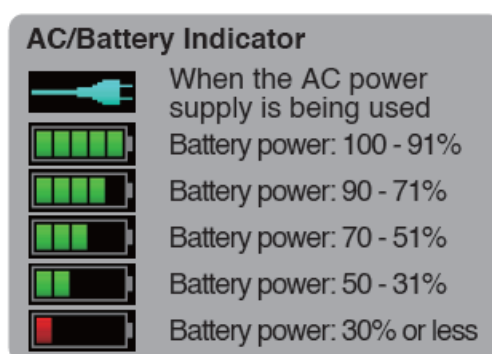 AC/Battery Indicator
When the AC power
supply is being used
Battery power: 100 - 91%
Battery power: 90 - 71%
Battery power: 70 - 51%
Battery power: 50 - 31%
Battery power: 30% or less